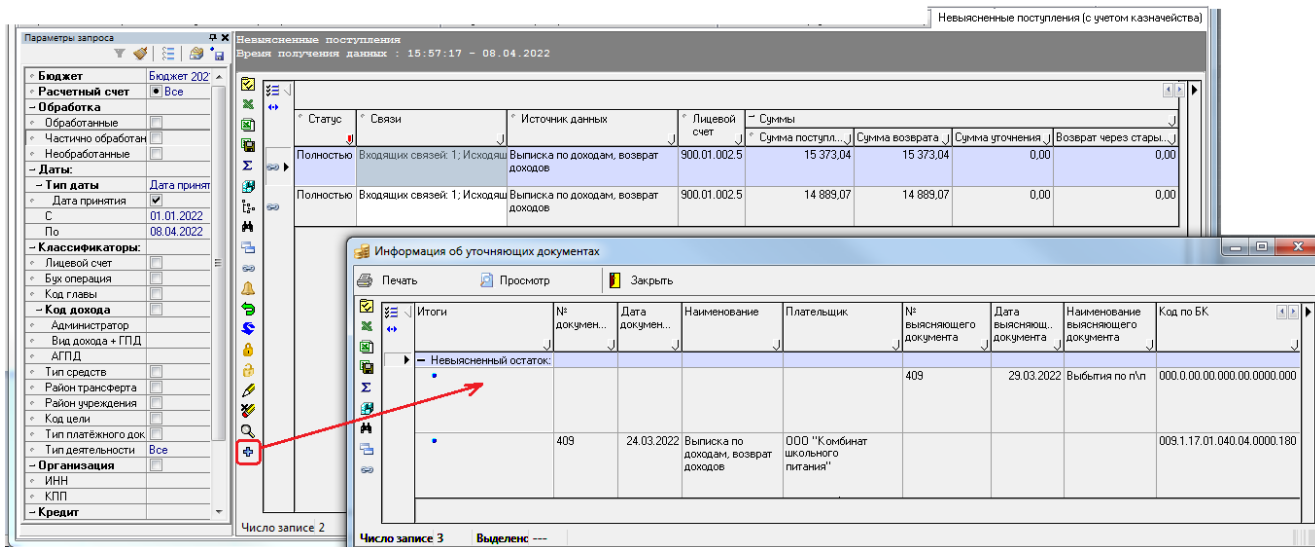 Невыясненные поступления (с учетом казначейства)
Параметры запроса
Бюджет Бюджет 202
Расчетный счет Все
Обработка
Обработанные
Частично обработан
Необработанные
Даты:
Тип даты Дата принят
Дата принятия
С 01.01.2022
По 08.04.2022
Классификаторы:
Лицевой счет
Бух операция
Код главы
Код дохода
Администратор
Вид дохода + ГПД
АГПД
Тип средств
Район трансферта
Район учреждения
Код цели
Тип платёжного док
Тип деятельности Все
Организация
ИНН
КПП
Кредит
Невыясненные поступления
Время получения данных : 15:57:17 - 08.04.2022
Статус Связи Источник данных Лицевой счет Суммы
Сумма поступл... Сумма возврата Сумма уточнения Возврат через стары...
Полностью Входящих связей: 1; Исходящ Выписка по доходам, возврат 900.01.002.5 15 373,04 15 373,04 0,00 0,00
доходов
Полностью Входящих связей: 1; Исходящ Выписка по доходам, возврат 900.01.002.5 14 889,07 14 889,07 0,00 0,00
доходов
Число записе 2
Информация об уточняющих документах
Печать Просмотр Закрыть
Итоги № Дата Наименование Плательщик № Дата Наименование Код по БК
докумен... докумен... выясняющего выясняющ... выясняющего
документа документа документа
Невыясненный остаток:
409 29.03.2022 Выбытия по п\п 000.0.00.00.000.00.0000.000
409 24.03.2022 Выписка по ООО "Комбинат 009.1.17.01.040.04.0000.180
доходам, возврат школьного
доходов питания"
Число записе 3 Выделенс ---